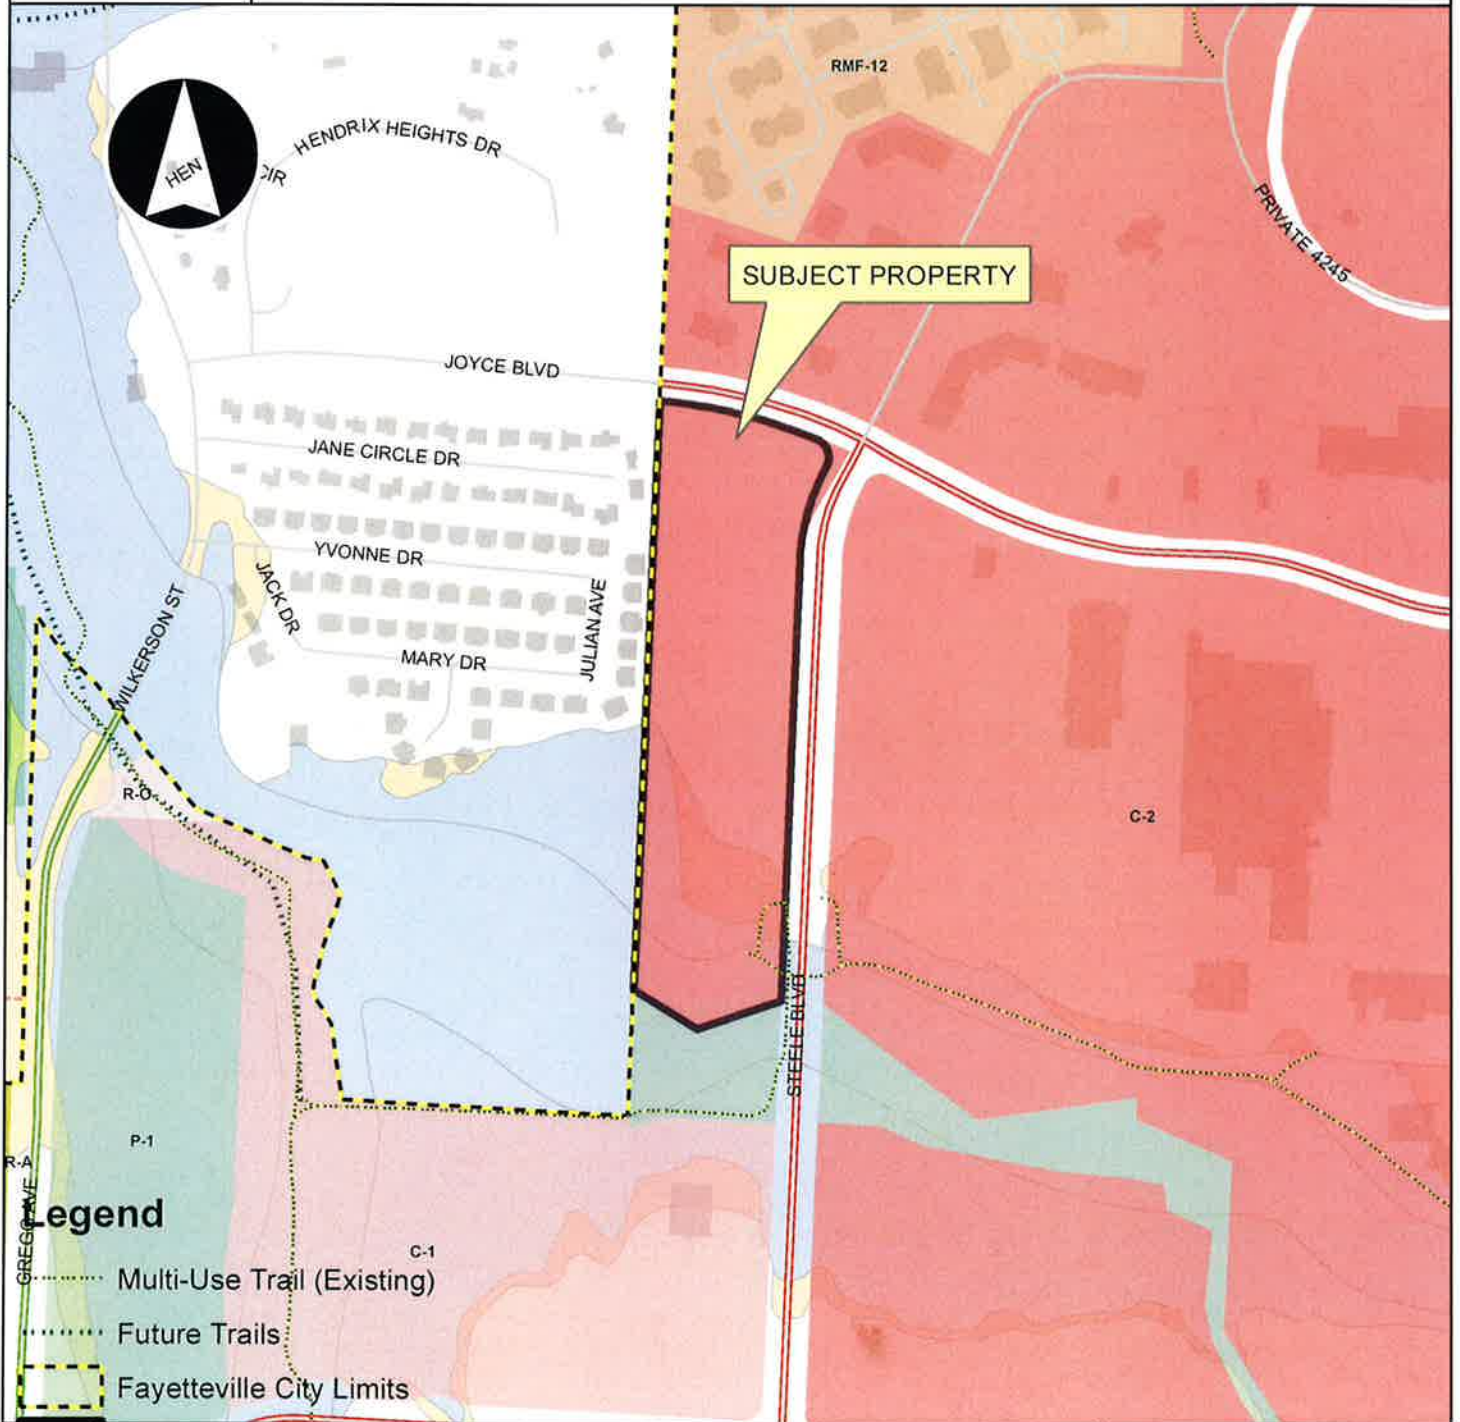 RMF-12
HENDRIX HEIGHTS DR
HEN
CIR
PRIVATE 4245
SUBJECT PROPERTY
JOYCE BLVD
JANE CIRCLE DR
YVONNE DR
JACK DR
JULIAN AVE
WILKERSON ST
MARY DR
R-O
C-2
STEELE BLVD
P-1
R-A
GREGG AVE
Legend
C-1
Multi-Use Trail (Existing)
Future Trails
Fayetteville City Limits